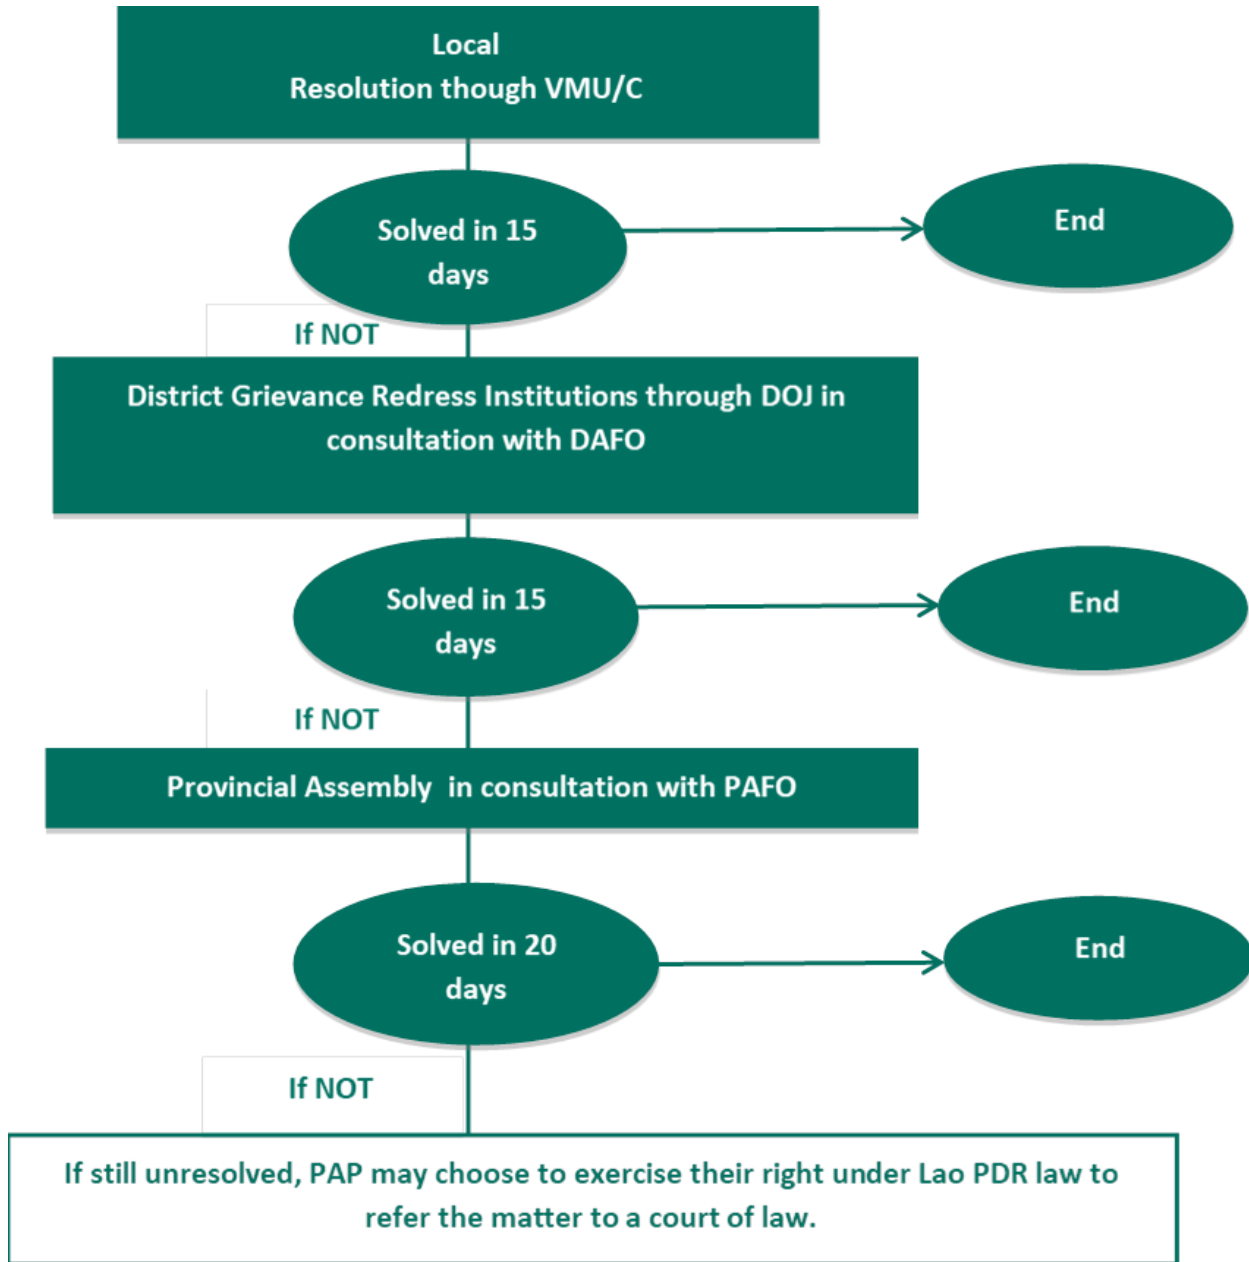 Local
Resolution though VMU/C
Solved in 15
days
End
If NOT
District Grievance Redress Institutions through DOJ in
consultation with DAFO
Solved in 15
days
End
If NOT
Provincial Assembly in consultation with PAFO
Solved in 20
days
End
If NOT
If still unresolved, PAP may choose to exercise their right under Lao PDR law to
refer the matter to a court of law.